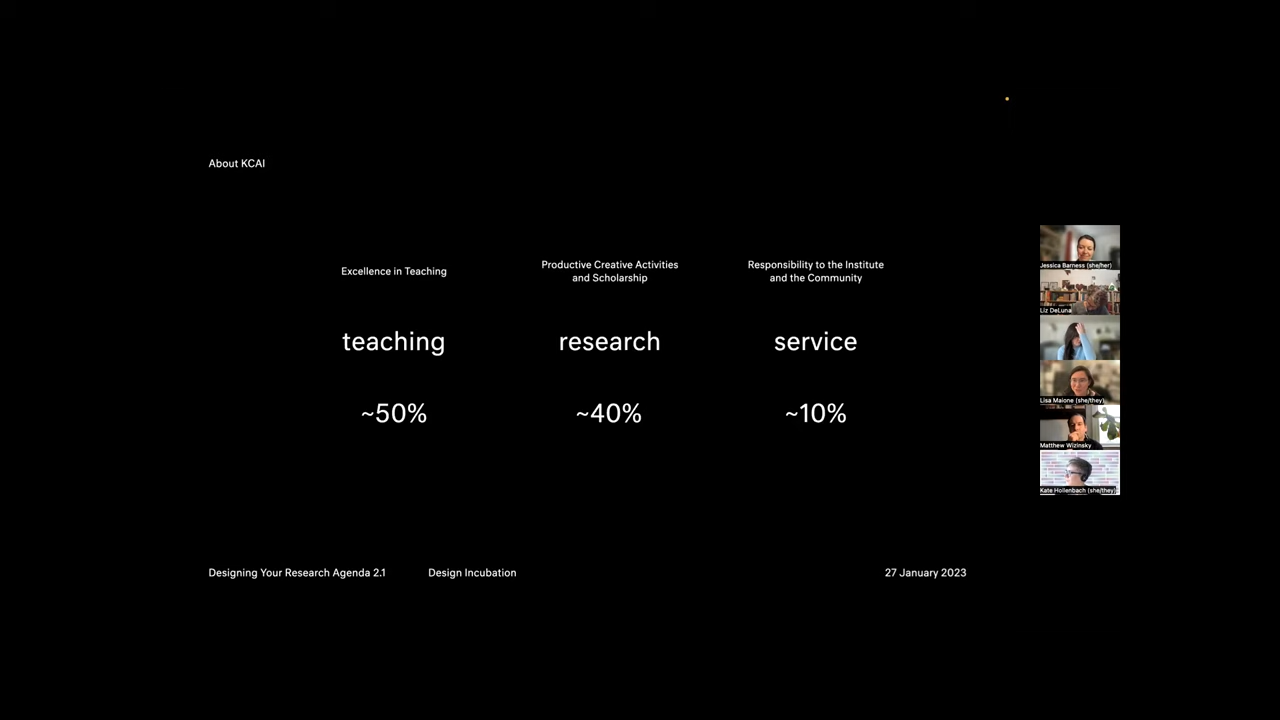 About KCAI
Excellence in Teaching
Productive Creative Activities
and Scholarship
Responsibility to the Institute
and the Community
teaching
research
service
~50%
~40%
~10%
Jessica Barness (she/her)
Liz DeLuna
Lisa Maione (she/they)
Matthew Wizinsky
Kate Hollenbach (she/they)
Designing Your Research Agenda 2.1
Design Incubation
27 January 2023